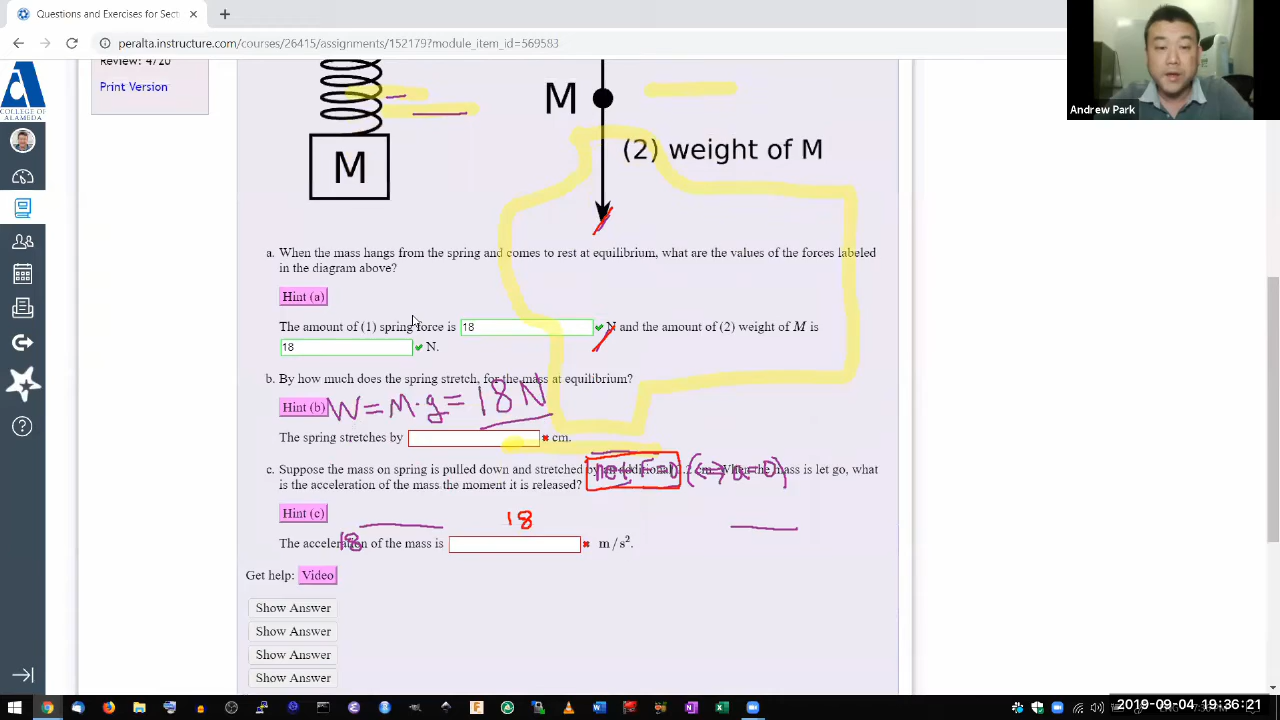 Questions and Exercises for Sect
peralta.instructure.com/courses/26415/assignments/152179?module_item_id=569583
Andrew Park
Review: 4/20
Print Version
COLLEGE OF
ALAMEDA
M
M
(2) weight of M
a. When the mass hangs from the spring and comes to rest at equilibrium, what are the values of the forces labeled
in the diagram above?
Hint (a)
The amount of (1) spring force is 18 N and the amount of (2) weight of M is
18 N.
b. By how much does the spring stretch, for the mass at equilibrium?
Hint (b)
W = M·g = 18 N
The spring stretches by cm.
c. Suppose the mass on spring is pulled down and stretched by an additional cm. When the mass is let go, what
is the acceleration of the mass the moment it is released?
net F=0 (<=> a=0)
Hint (c)
18
18
The acceleration of the mass is m/s².
Get help: Video
Show Answer
Show Answer
Show Answer
Show Answer
2019-09-04 19:36:21